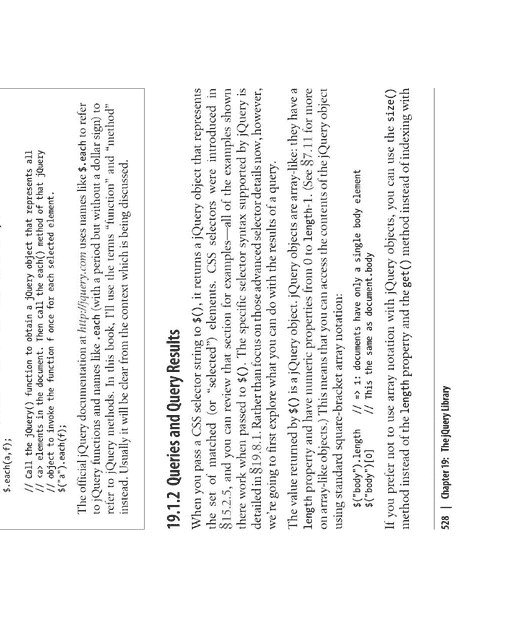 $.each(a,f);
// Call the jQuery() function to obtain a jQuery object that represents all
// <a> elements in the document. Then call the each() method of that jQuery
// object to invoke the function f once for each selected element.
$("a").each(f);
The official jQuery documentation at http://jquery.com uses names like $.each to refer
to jQuery functions and names like .each (with a period but without a dollar sign) to
refer to jQuery methods. In this book, I'll use the terms “function” and “method”
instead. Usually it will be clear from the context which is being discussed.
19.1.2 Queries and Query Results
When you pass a CSS selector string to $(), it returns a jQuery object that represents
the set of matched (or “selected”) elements. CSS selectors were introduced in
§15.2.5, and you can review that section for examples—all of the examples shown
there work when passed to $(). The specific selector syntax supported by jQuery is
detailed in §19.8.1. Rather than focus on those advanced selector details now, however,
we're going to first explore what you can do with the results of a query.
The value returned by $() is a jQuery object. jQuery objects are array-like: they have a
length property and have numeric properties from 0 to length-1. (See §7.11 for more
on array-like objects.) This means that you can access the contents of the jQuery object
using standard square-bracket array notation:
$("body").length // => 1: documents have only a single body element
$("body")[0] // This the same as document.body
If you prefer not to use array notation with jQuery objects, you can use the size()
method instead of the length property and the get() method instead of indexing with
528 | Chapter 19: The jQuery Library